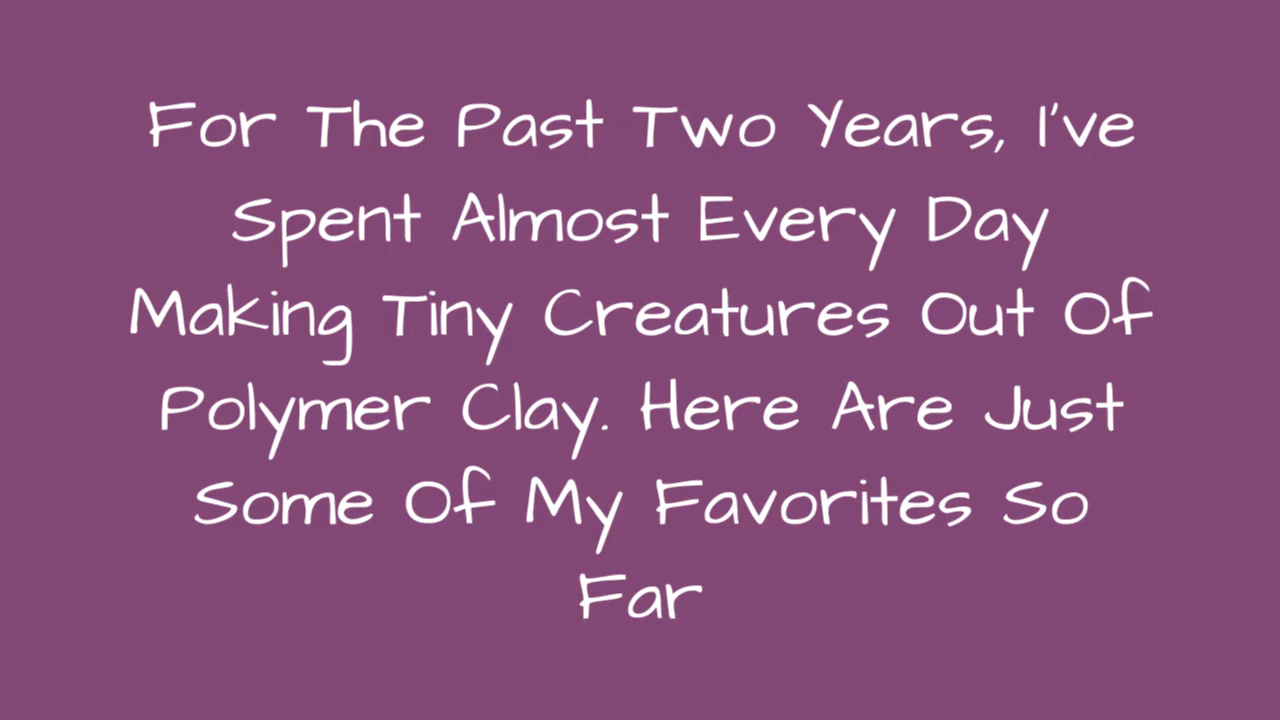 For The Past Two Years, I've
Spent Almost Every Day
Making Tiny Creatures Out Of
Polymer Clay. Here Are Just
Some Of My Favorites So
Far